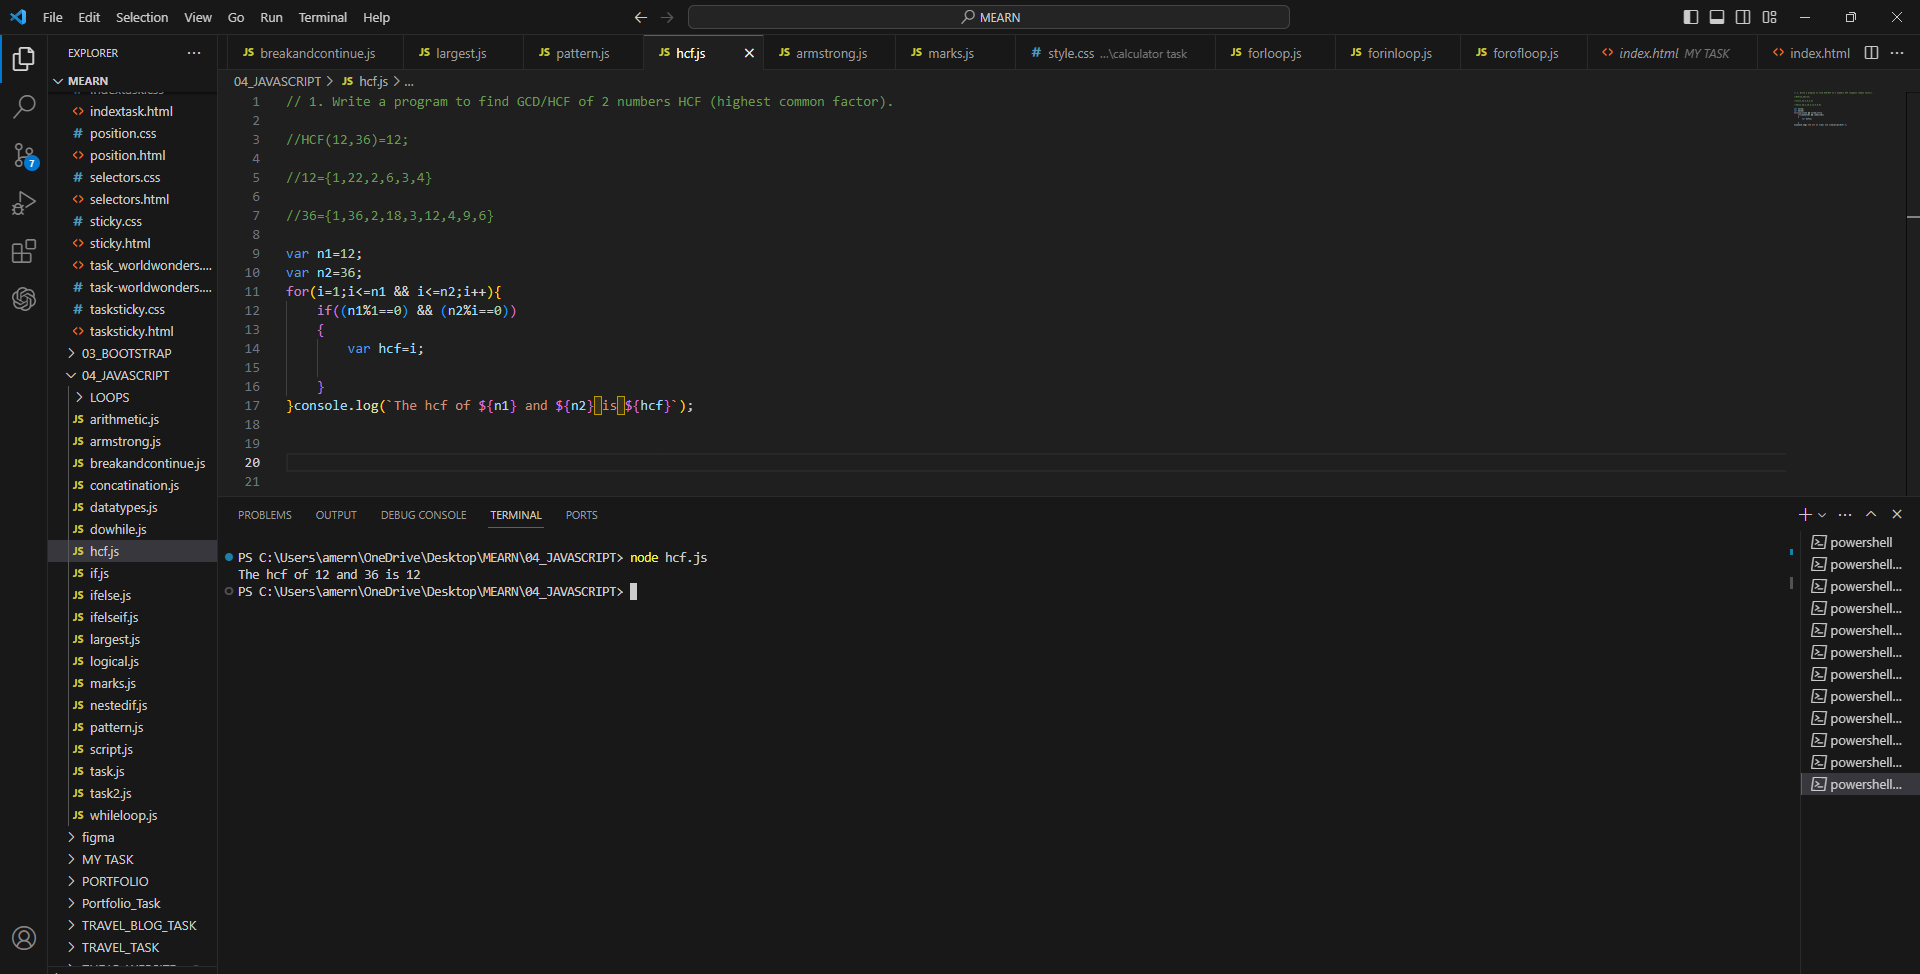 File Edit Selection View Go Run Terminal Help
MEARN
EXPLORER
breakandcontinue.js
largest.js
pattern.js
hcf.js
armstrong.js
marks.js
style.css ...\calculator task
forloop.js
forinloop.js
forofloop.js
index.html MY TASK
index.html
MEARN
indextask.html
position.css
position.html
selectors.css
selectors.html
sticky.css
sticky.html
task_worldwonders....
task-worldwonders....
tasksticky.css
tasksticky.html
03_BOOTSTRAP
04_JAVASCRIPT
LOOPS
arithmetic.js
armstrong.js
breakandcontinue.js
concatination.js
datatypes.js
dowhile.js
hcf.js
if.js
ifelse.js
ifelseif.js
largest.js
logical.js
marks.js
nestedif.js
pattern.js
script.js
task.js
task2.js
whileloop.js
figma
MY TASK
PORTFOLIO
Portfolio_Task
TRAVEL_BLOG_TASK
TRAVEL_TASK
7
04_JAVASCRIPT > JS hcf.js > ...
1 // 1. Write a program to find GCD/HCF of 2 numbers HCF (highest common factor).
2
3 //HCF(12,36)=12;
4
5 //12={1,22,2,6,3,4}
6
7 //36={1,36,2,18,3,12,4,9,6}
8
9 var n1=12;
10 var n2=36;
11 for(i=1;i<=n1 && i<=n2;i++){
12 if((n1%1==0) && (n2%i==0))
13 {
14 var hcf=i;
15
16 }
17 }console.log(`The hcf of ${n1} and ${n2} is ${hcf}`);
18
19
20
21
PROBLEMS OUTPUT DEBUG CONSOLE TERMINAL PORTS
PS C:\Users\amern\OneDrive\Desktop\MEARN\04_JAVASCRIPT> node hcf.js
The hcf of 12 and 36 is 12
PS C:\Users\amern\OneDrive\Desktop\MEARN\04_JAVASCRIPT>
powershell
powershell...
powershell...
powershell...
powershell...
powershell...
powershell...
powershell...
powershell...
powershell...
powershell...
powershell...